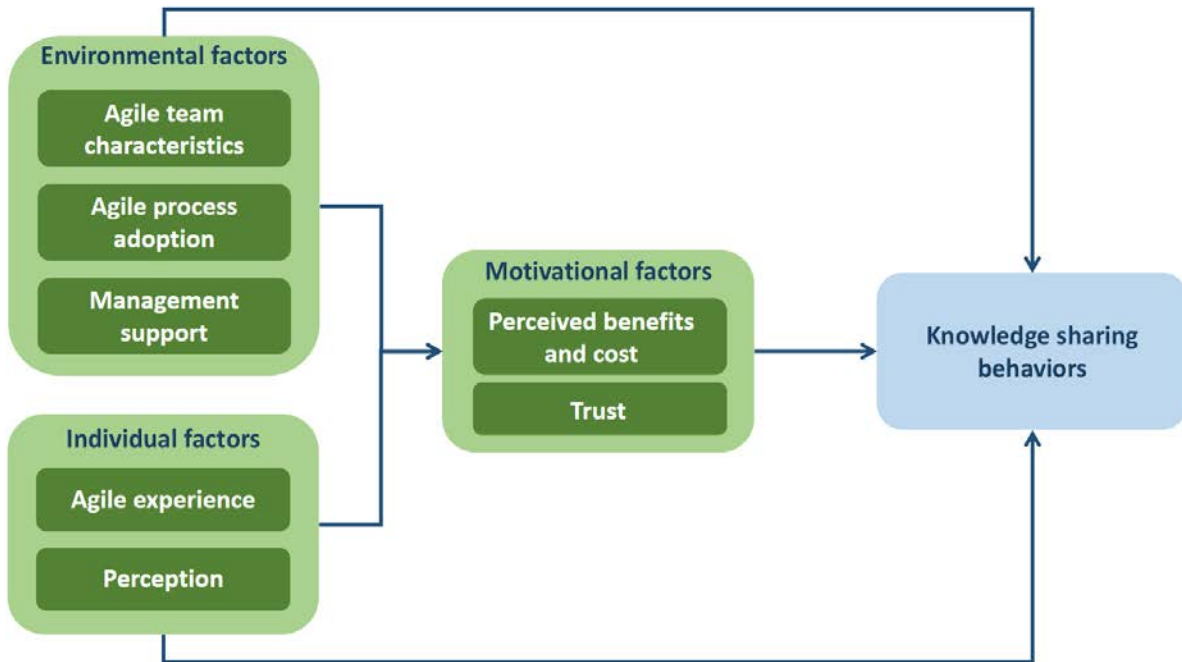 Environmental factors
Agile team
characteristics
Agile process
adoption
Management
support
Individual factors
Agile experience
Perception
Motivational factors
Perceived benefits
and cost
Trust
Knowledge sharing
behaviors